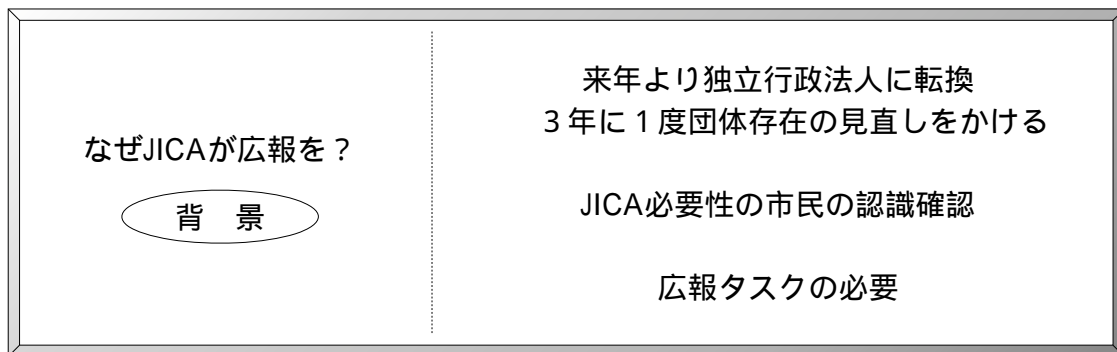 なぜJICAが広報を？
背　景
来年より独立行政法人に転換
３年に１度団体存在の見直しをかける
JICA必要性の市民の認識確認
広報タスクの必要